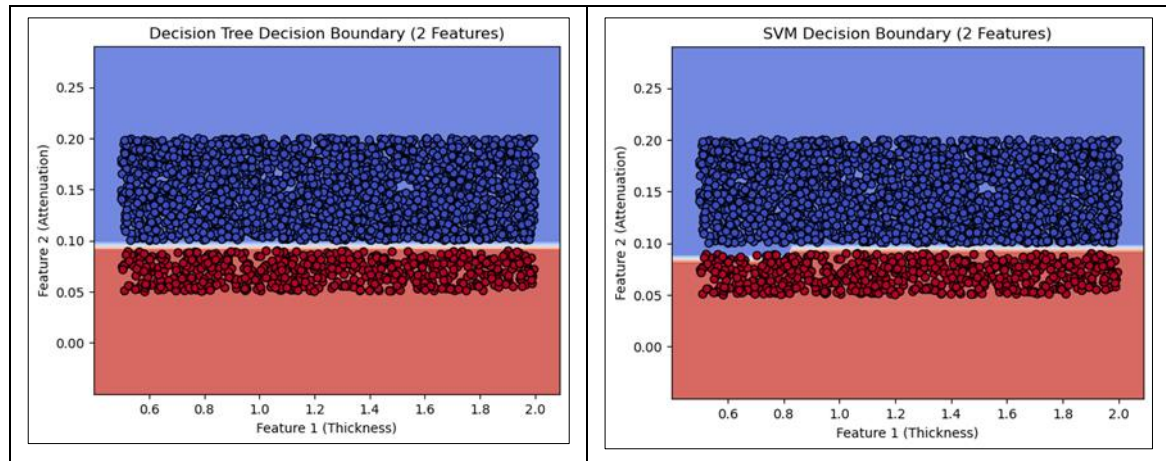 Decision Tree Decision Boundary (2 Features)
0.25
0.20
0.15
0.10
0.05
0.00
Feature 2 (Attenuation)
0.6 0.8 1.0 1.2 1.4 1.6 1.8 2.0
Feature 1 (Thickness)
SVM Decision Boundary (2 Features)
0.25
0.20
0.15
0.10
0.05
0.00
Feature 2 (Attenuation)
0.6 0.8 1.0 1.2 1.4 1.6 1.8 2.0
Feature 1 (Thickness)